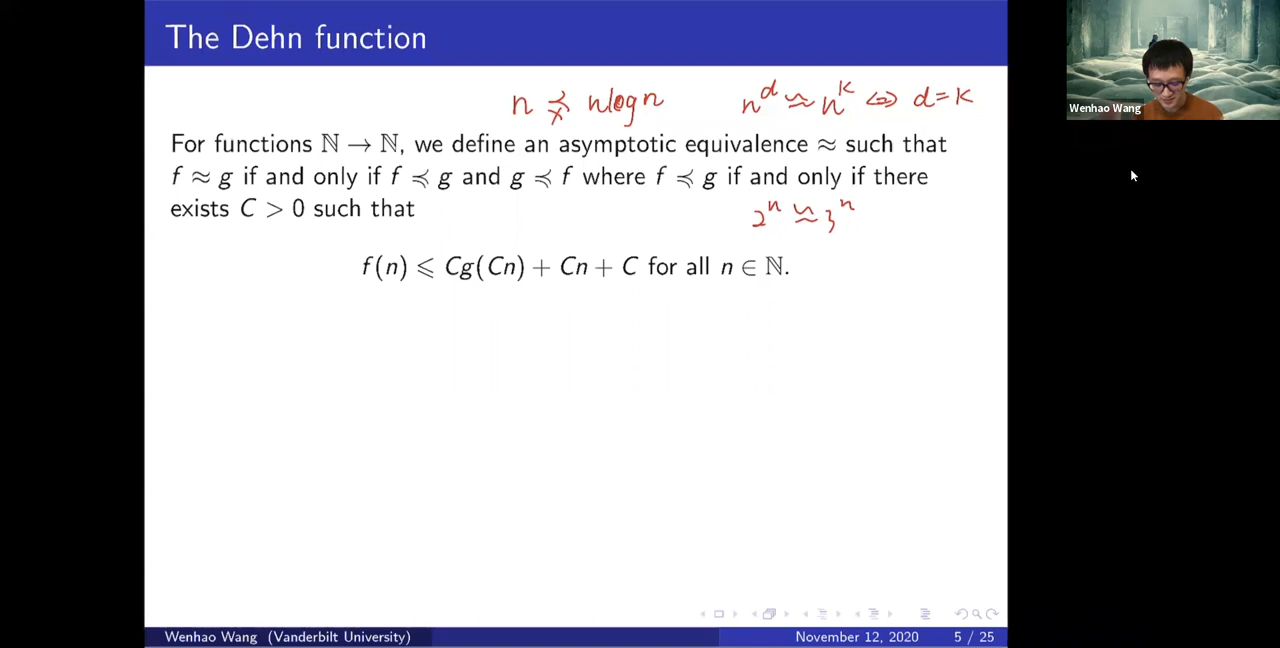 The Dehn function
n ⋠ nlogn    n^d ≈ n^k ⇔ d=k
For functions ℕ → ℕ, we define an asymptotic equivalence ≈ such that
f ≈ g if and only if f ≼ g and g ≼ f where f ≼ g if and only if there
exists C > 0 such that
2^n ≈ 3^n
f(n) ⩽ Cg(Cn) + Cn + C for all n ∈ ℕ.
Wenhao Wang (Vanderbilt University) November 12, 2020 5 / 25
Wenhao Wang